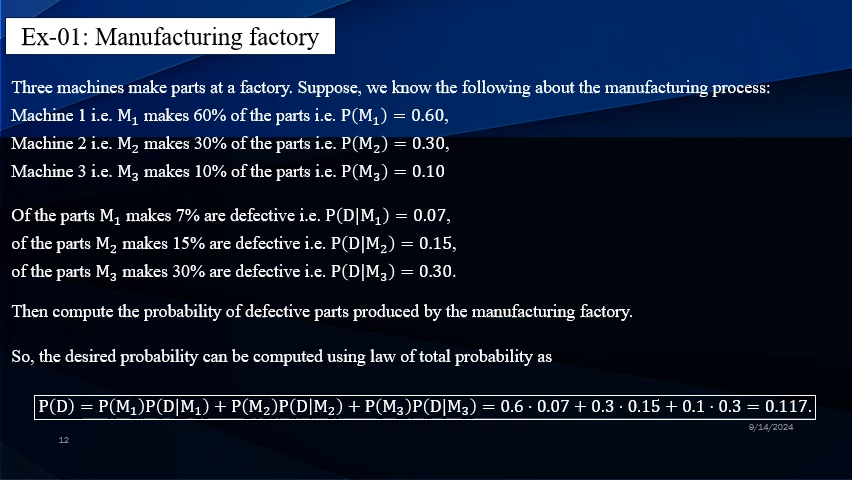 Ex-01: Manufacturing factory
Three machines make parts at a factory. Suppose, we know the following about the manufacturing process:
Machine 1 i.e. M₁ makes 60% of the parts i.e. P(M₁) = 0.60,
Machine 2 i.e. M₂ makes 30% of the parts i.e. P(M₂) = 0.30,
Machine 3 i.e. M₃ makes 10% of the parts i.e. P(M₃) = 0.10
Of the parts M₁ makes 7% are defective i.e. P(D|M₁) = 0.07,
of the parts M₂ makes 15% are defective i.e. P(D|M₂) = 0.15,
of the parts M₃ makes 30% are defective i.e. P(D|M₃) = 0.30.
Then compute the probability of defective parts produced by the manufacturing factory.
So, the desired probability can be computed using law of total probability as
P(D) = P(M₁)P(D|M₁) + P(M₂)P(D|M₂) + P(M₃)P(D|M₃) = 0.6 · 0.07 + 0.3 · 0.15 + 0.1 · 0.3 = 0.117.
9/14/2024
12